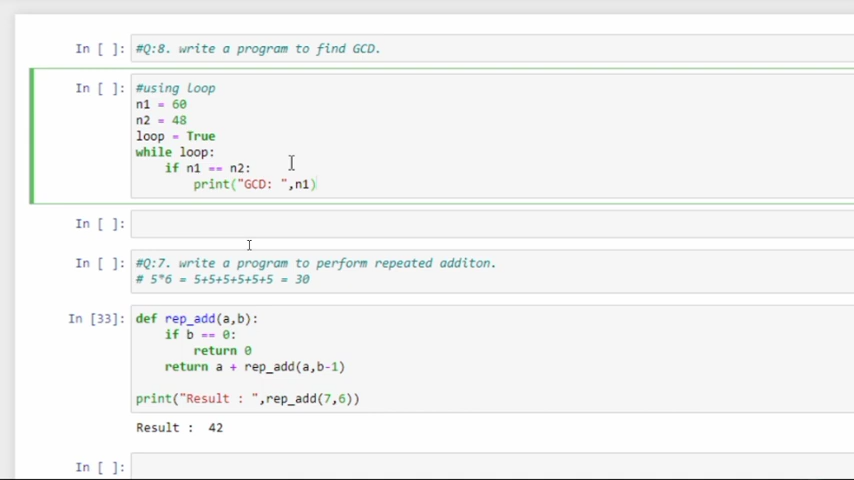 In [ ]: #Q:8. write a program to find GCD.
In [ ]: #using Loop
n1 = 60
n2 = 48
loop = True
while loop:
    if n1 == n2:
        print("GCD: ",n1)
In [ ]:
In [ ]: #Q:7. write a program to perform repeated additon.
# 5*6 = 5+5+5+5+5+5 = 30
In [33]: def rep_add(a,b):
    if b == 0:
        return 0
    return a + rep_add(a,b-1)
print("Result : ",rep_add(7,6))
Result :  42
In [ ]: